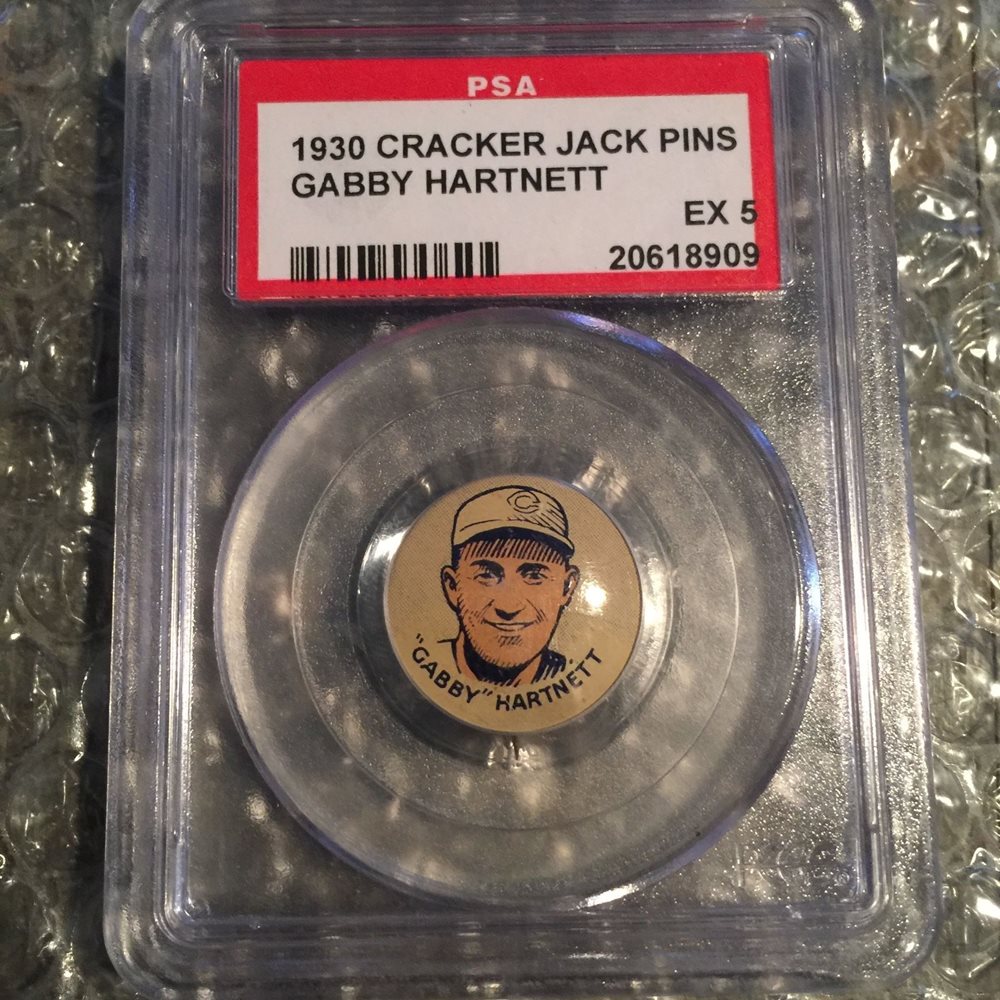 PSA
1930 CRACKER JACK PINS
GABBY HARTNETT
EX 5
20618909
C
"GABBY" HARTNETT